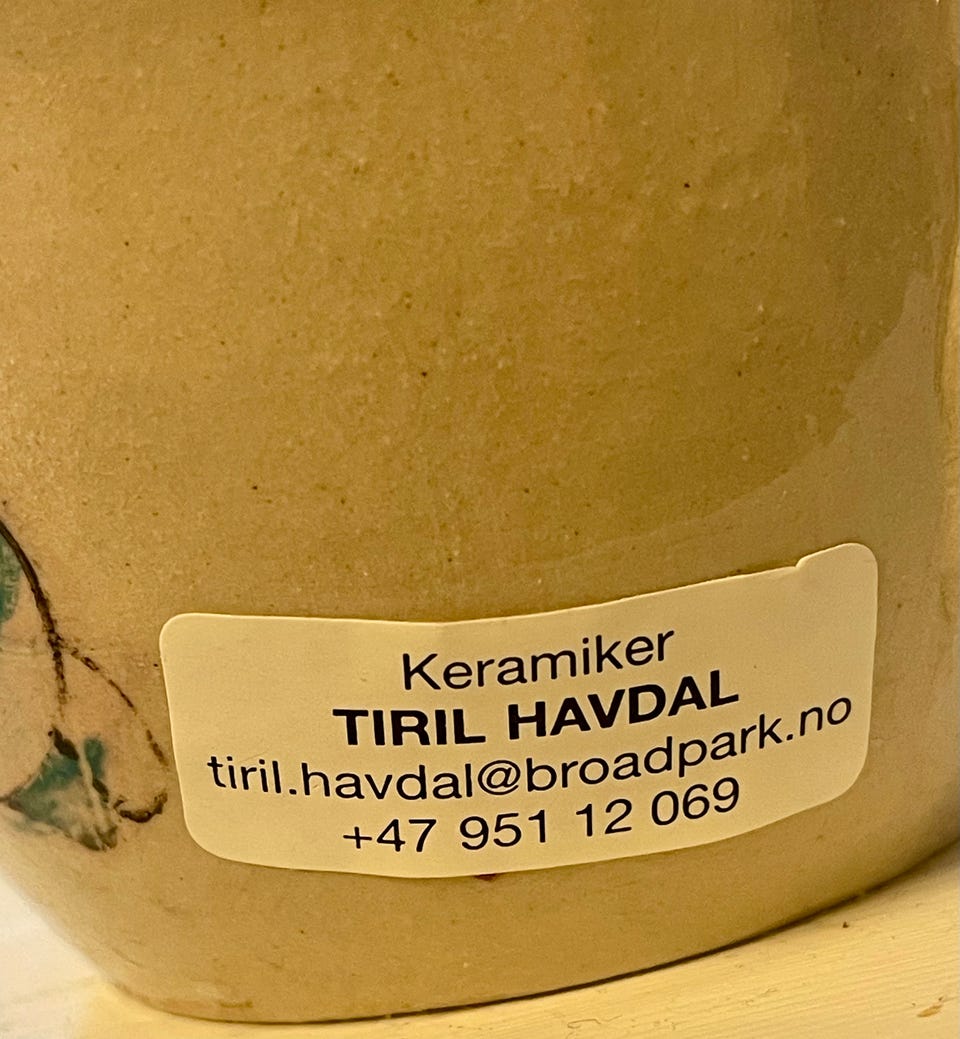 Keramiker
TIRIL HAVDAL
tiril.havdal@broadpark.no
+47 951 12 069